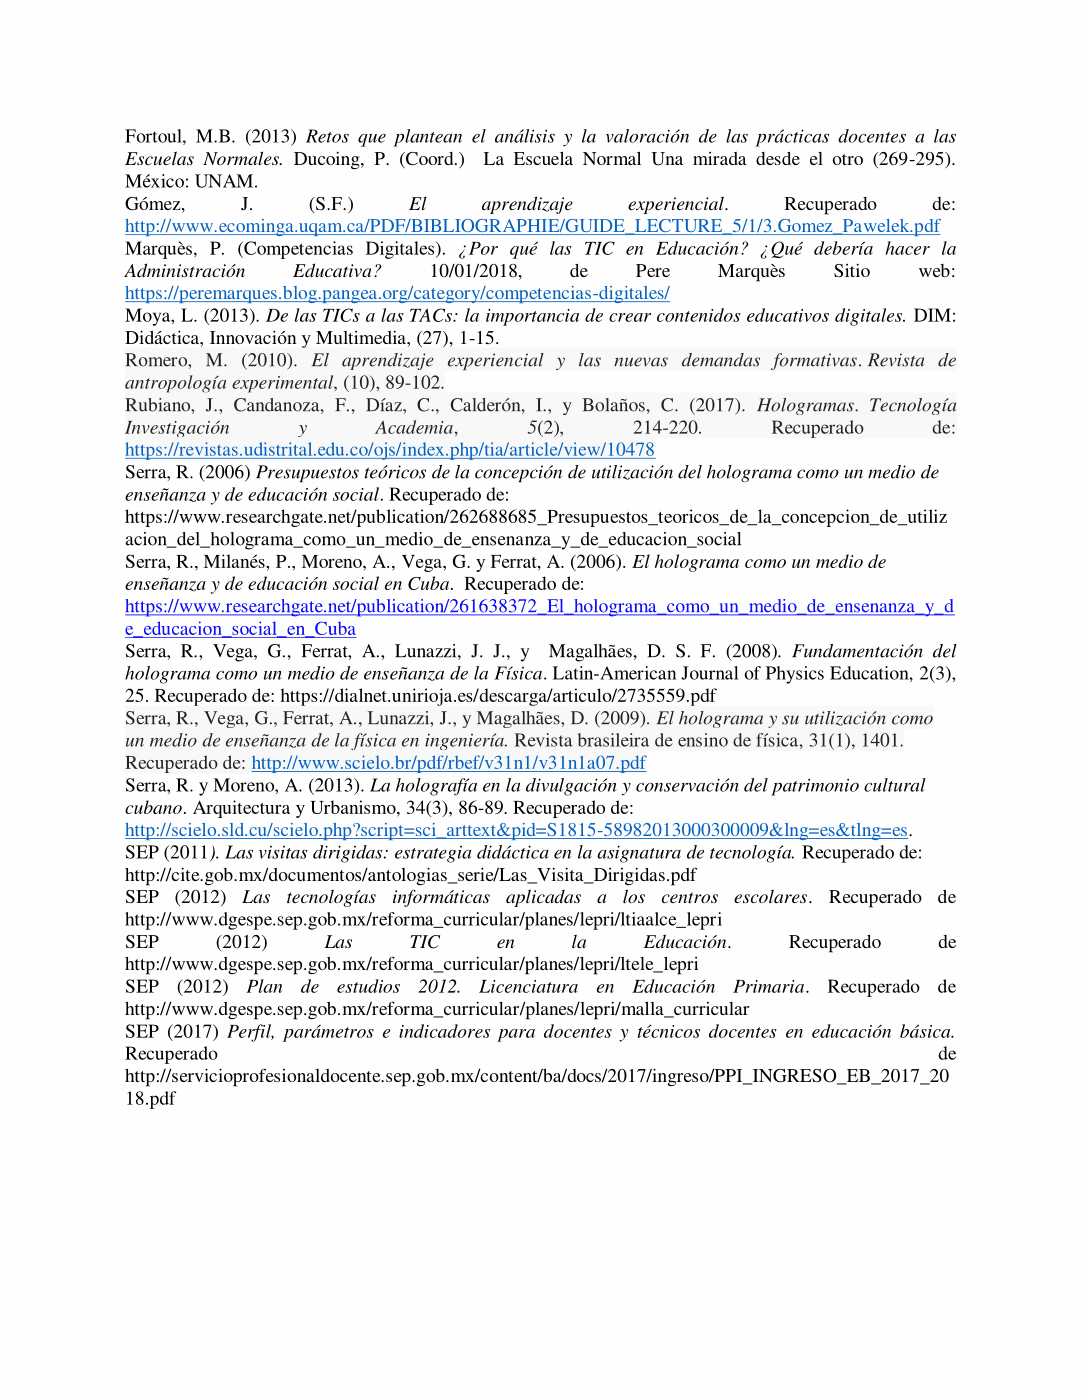 Fortoul, M.B. (2013) Retos que plantean el análisis y la valoración de las prácticas docentes a las
Escuelas Normales. Ducoing, P. (Coord.) La Escuela Normal Una mirada desde el otro (269-295).
México: UNAM.
Gómez, J. (S.F.) El aprendizaje experiencial. Recuperado de:
http://www.ecominga.uqam.ca/PDF/BIBLIOGRAPHIE/GUIDE_LECTURE_5/1/3.Gomez_Pawelek.pdf
Marquès, P. (Competencias Digitales). ¿Por qué las TIC en Educación? ¿Qué debería hacer la
Administración Educativa? 10/01/2018, de Pere Marquès Sitio web:
https://peremarques.blog.pangea.org/category/competencias-digitales/
Moya, L. (2013). De las TICs a las TACs: la importancia de crear contenidos educativos digitales. DIM:
Didáctica, Innovación y Multimedia, (27), 1-15.
Romero, M. (2010). El aprendizaje experiencial y las nuevas demandas formativas. Revista de
antropología experimental, (10), 89-102.
Rubiano, J., Candanoza, F., Díaz, C., Calderón, I., y Bolaños, C. (2017). Hologramas. Tecnología
Investigación y Academia, 5(2), 214-220. Recuperado de:
https://revistas.udistrital.edu.co/ojs/index.php/tia/article/view/10478
Serra, R. (2006) Presupuestos teóricos de la concepción de utilización del holograma como un medio de
enseñanza y de educación social. Recuperado de:
https://www.researchgate.net/publication/262688685_Presupuestos_teoricos_de_la_concepcion_de_utiliz
acion_del_holograma_como_un_medio_de_ensenanza_y_de_educacion_social
Serra, R., Milanés, P., Moreno, A., Vega, G. y Ferrat, A. (2006). El holograma como un medio de
enseñanza y de educación social en Cuba. Recuperado de:
https://www.researchgate.net/publication/261638372_El_holograma_como_un_medio_de_ensenanza_y_d
e_educacion_social_en_Cuba
Serra, R., Vega, G., Ferrat, A., Lunazzi, J. J., y Magalhães, D. S. F. (2008). Fundamentación del
holograma como un medio de enseñanza de la Física. Latin-American Journal of Physics Education, 2(3),
25. Recuperado de: https://dialnet.unirioja.es/descarga/articulo/2735559.pdf
Serra, R., Vega, G., Ferrat, A., Lunazzi, J., y Magalhães, D. (2009). El holograma y su utilización como
un medio de enseñanza de la física en ingeniería. Revista brasileira de ensino de física, 31(1), 1401.
Recuperado de: http://www.scielo.br/pdf/rbef/v31n1/v31n1a07.pdf
Serra, R. y Moreno, A. (2013). La holografía en la divulgación y conservación del patrimonio cultural
cubano. Arquitectura y Urbanismo, 34(3), 86-89. Recuperado de:
http://scielo.sld.cu/scielo.php?script=sci_arttext&pid=S1815-58982013000300009&lng=es&tlng=es.
SEP (2011). Las visitas dirigidas: estrategia didáctica en la asignatura de tecnología. Recuperado de:
http://cite.gob.mx/documentos/antologias_serie/Las_Visita_Dirigidas.pdf
SEP (2012) Las tecnologías informáticas aplicadas a los centros escolares. Recuperado de
http://www.dgespe.sep.gob.mx/reforma_curricular/planes/lepri/ltiaalce_lepri
SEP (2012) Las TIC en la Educación. Recuperado de
http://www.dgespe.sep.gob.mx/reforma_curricular/planes/lepri/ltele_lepri
SEP (2012) Plan de estudios 2012. Licenciatura en Educación Primaria. Recuperado de
http://www.dgespe.sep.gob.mx/reforma_curricular/planes/lepri/malla_curricular
SEP (2017) Perfil, parámetros e indicadores para docentes y técnicos docentes en educación básica.
Recuperado de
http://servicioprofesionaldocente.sep.gob.mx/content/ba/docs/2017/ingreso/PPI_INGRESO_EB_2017_20
18.pdf